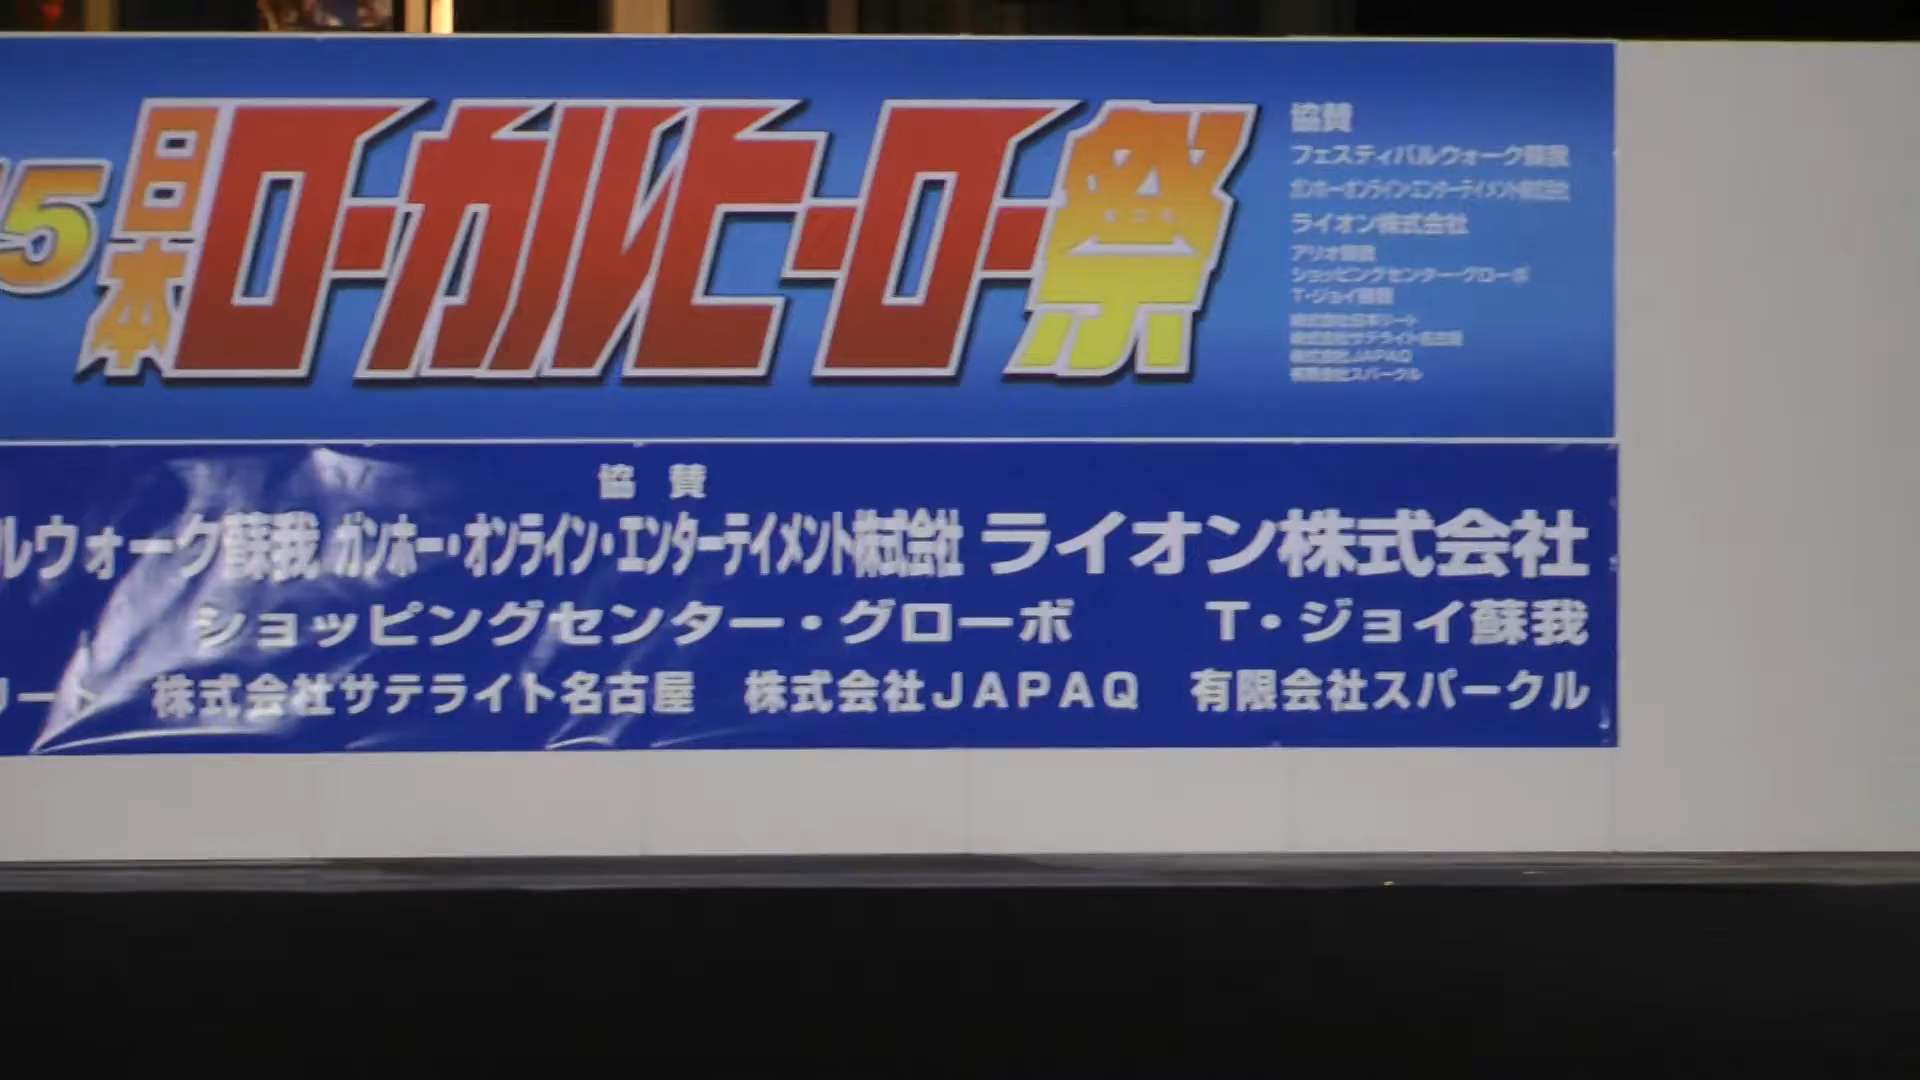 5 日本ローカルヒーロー祭
協賛
フェスティバルウォーク蘇我
ガンホー・オンライン・エンターテイメント株式会社
ライオン株式会社
アリオ蘇我
ショッピングセンター・グローボ
T・ジョイ蘇我
株式会社日本リート
株式会社サテライト名古屋
株式会社JAPAQ
有限会社スパークル
協 賛
ルウォーク蘇我 ガンホー・オンライン・エンターテイメント株式会社 ライオン株式会社
ショッピングセンター・グローボ T・ジョイ蘇我
リート 株式会社サテライト名古屋 株式会社JAPAQ 有限会社スパークル